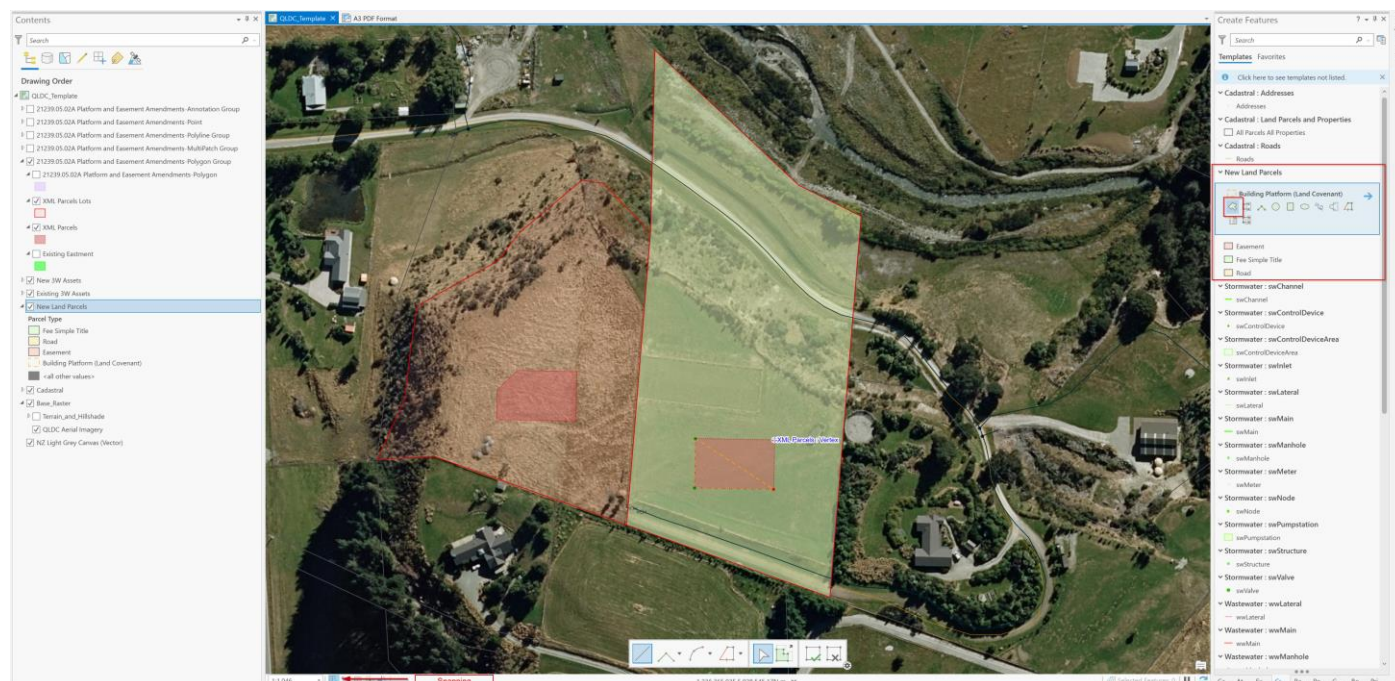 Contents
Search
Drawing Order
QLDC_Template
21239.05.02A Platform and Easement Amendments-Annotation Group
21239.05.02A Platform and Easement Amendments-Point
21239.05.02A Platform and Easement Amendments-Polyline Group
21239.05.02A Platform and Easement Amendments-MultiPatch Group
21239.05.02A Platform and Easement Amendments-Polygon Group
21239.05.02A Platform and Easement Amendments-Polygon
XML Parcels Lots
XML Parcels
Existing Eastment
New 3W Assets
Existing 3W Assets
New Land Parcels
Parcel Type
Fee Simple Title
Road
Easement
Building Platform (Land Covenant)
<all other values>
Cadastral
Base_Raster
Terrain_and_Hillshade
QLDC Aerial Imagery
NZ Light Grey Canvas (Vector)
QLDC_Template
A3 PDF Format
XML Parcels: Vertex
Snapping
Create Features
Search
Templates Favorites
Click here to see templates not listed.
Cadastral : Addresses
Addresses
Cadastral : Land Parcels and Properties
All Parcels All Properties
Cadastral : Roads
Roads
New Land Parcels
Building Platform (Land Covenant)
Easement
Fee Simple Title
Road
Stormwater : swChannel
swChannel
Stormwater : swControlDevice
swControlDevice
Stormwater : swControlDeviceArea
swControlDeviceArea
Stormwater : swInlet
swInlet
Stormwater : swLateral
swLateral
Stormwater : swMain
swMain
Stormwater : swManhole
swManhole
Stormwater : swMeter
swMeter
Stormwater : swNode
swNode
Stormwater : swPumpstation
swPumpstation
Stormwater : swStructure
swStructure
Stormwater : swValve
swValve
Wastewater : wwLateral
wwLateral
Wastewater : wwMain
wwMain
Wastewater : wwManhole